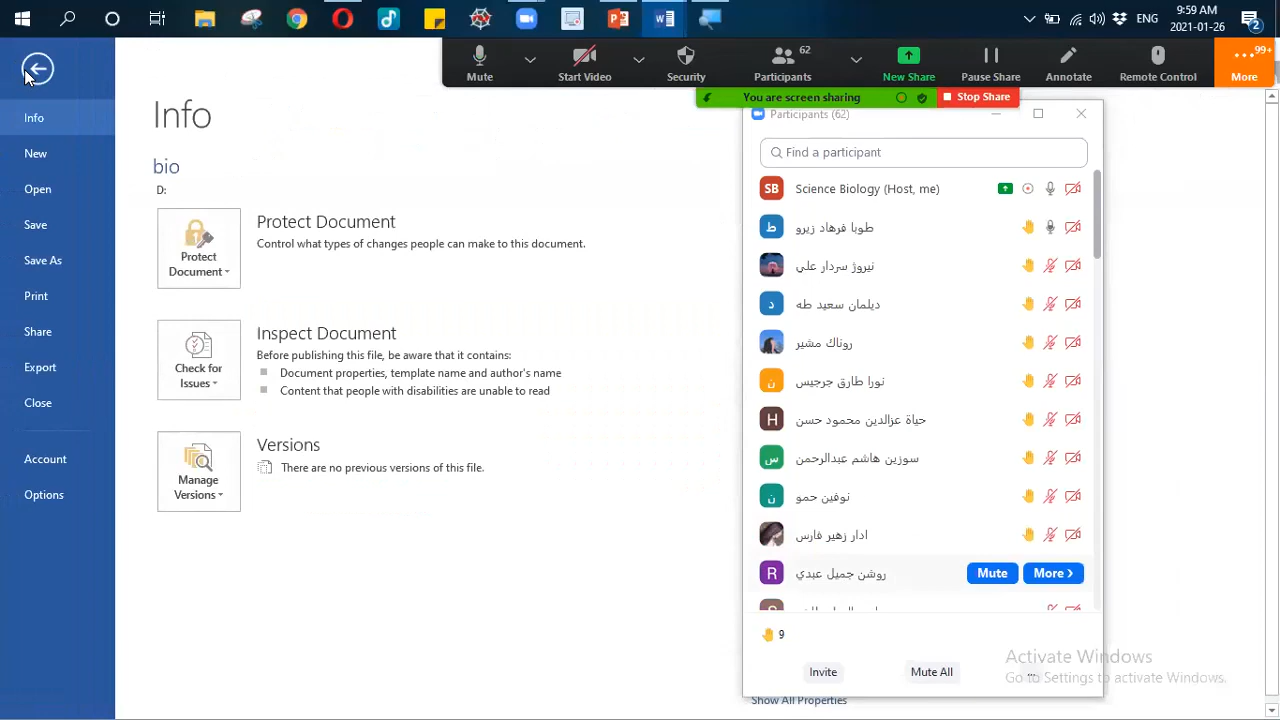 ENG
9:59 AM
2021-01-26
2
Mute
Start Video
Security
62
Participants
New Share
Pause Share
Annotate
Remote Control
99+
More
You are screen sharing
Stop Share
Info
New
Open
Save
Save As
Print
Share
Export
Close
Account
Options
Info
bio
D:
Protect Document
Protect Document
Control what types of changes people can make to this document.
Check for Issues
Inspect Document
Before publishing this file, be aware that it contains:
Document properties, template name and author's name
Content that people with disabilities are unable to read
Manage Versions
Versions
There are no previous versions of this file.
Participants (62)
Find a participant
SB Science Biology (Host, me)
ط طوبا فرهاد زيرو
نيروژ سردار علي
د ديلمان سعيد طه
روناك مشير
ن نورا طارق جرجيس
H حياة عزالدين محمود حسن
س سوزين هاشم عبدالرحمن
ن نوفين حمو
ادار زهير فارس
R روشن جميل عبدي
Mute
More
9
Invite
Mute All
...
Show All Properties
Activate Windows
Go to Settings to activate Windows.